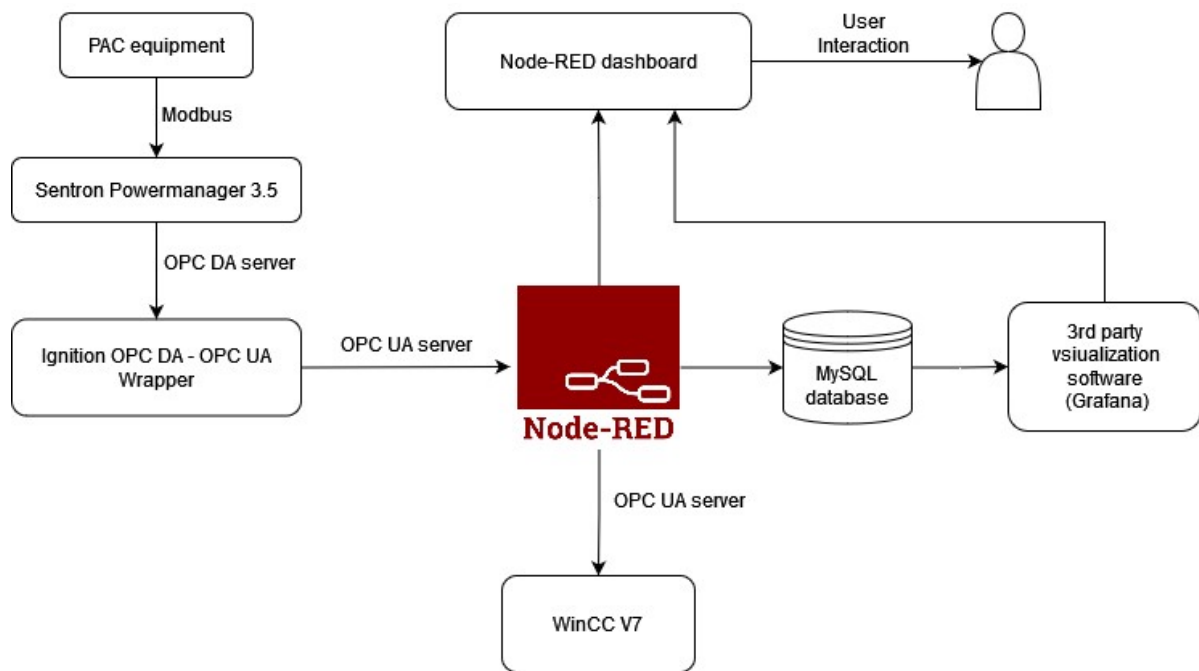 PAC equipment
Modbus
Sentron Powermanager 3.5
OPC DA server
Ignition OPC DA - OPC UA
Wrapper
OPC UA server
Node-RED
Node-RED dashboard
User
Interaction
MySQL
database
3rd party
vsiualization
software
(Grafana)
OPC UA server
WinCC V7